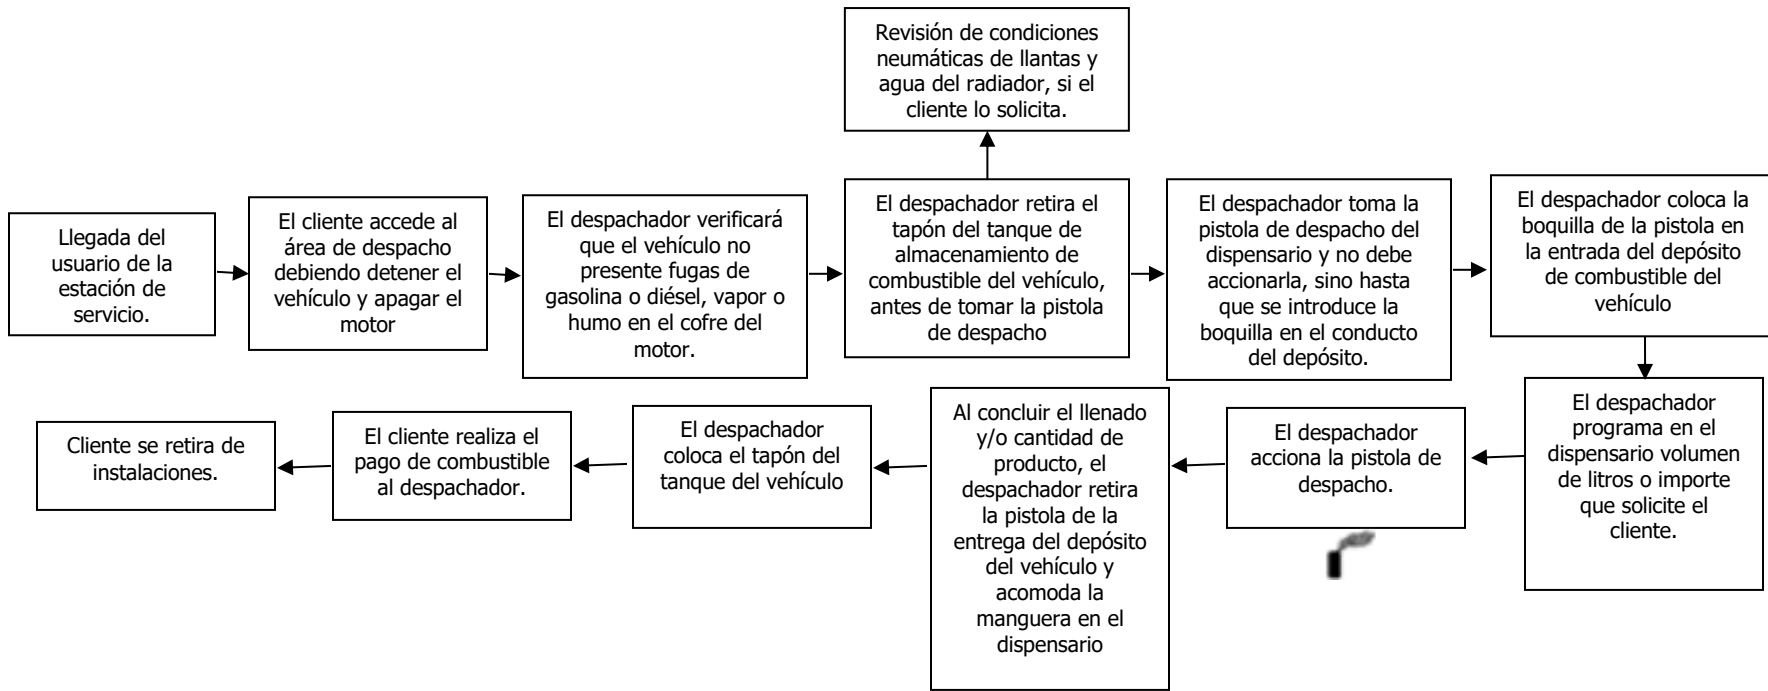 Llegada del
usuario de la
estación de
servicio.
El cliente accede al
área de despacho
debiendo detener el
vehículo y apagar el
motor
El despachador verificará
que el vehículo no
presente fugas de
gasolina o diésel, vapor o
humo en el cofre del
motor.
El despachador retira el
tapón del tanque de
almacenamiento de
combustible del vehículo,
antes de tomar la pistola
de despacho
Revisión de condiciones
neumáticas de llantas y
agua del radiador, si el
cliente lo solicita.
El despachador toma la
pistola de despacho del
dispensario y no debe
accionarla, sino hasta
que se introduce la
boquilla en el conducto
del depósito.
El despachador coloca la
boquilla de la pistola en
la entrada del depósito
de combustible del
vehículo
El despachador
programa en el
dispensario volumen
de litros o importe
que solicite el
cliente.
El despachador
acciona la pistola de
despacho.
Al concluir el llenado
y/o cantidad de
producto, el
despachador retira
la pistola de la
entrega del depósito
del vehículo y
acomoda la
manguera en el
dispensario
El despachador
coloca el tapón del
tanque del vehículo
El cliente realiza el
pago de combustible
al despachador.
Cliente se retira de
instalaciones.